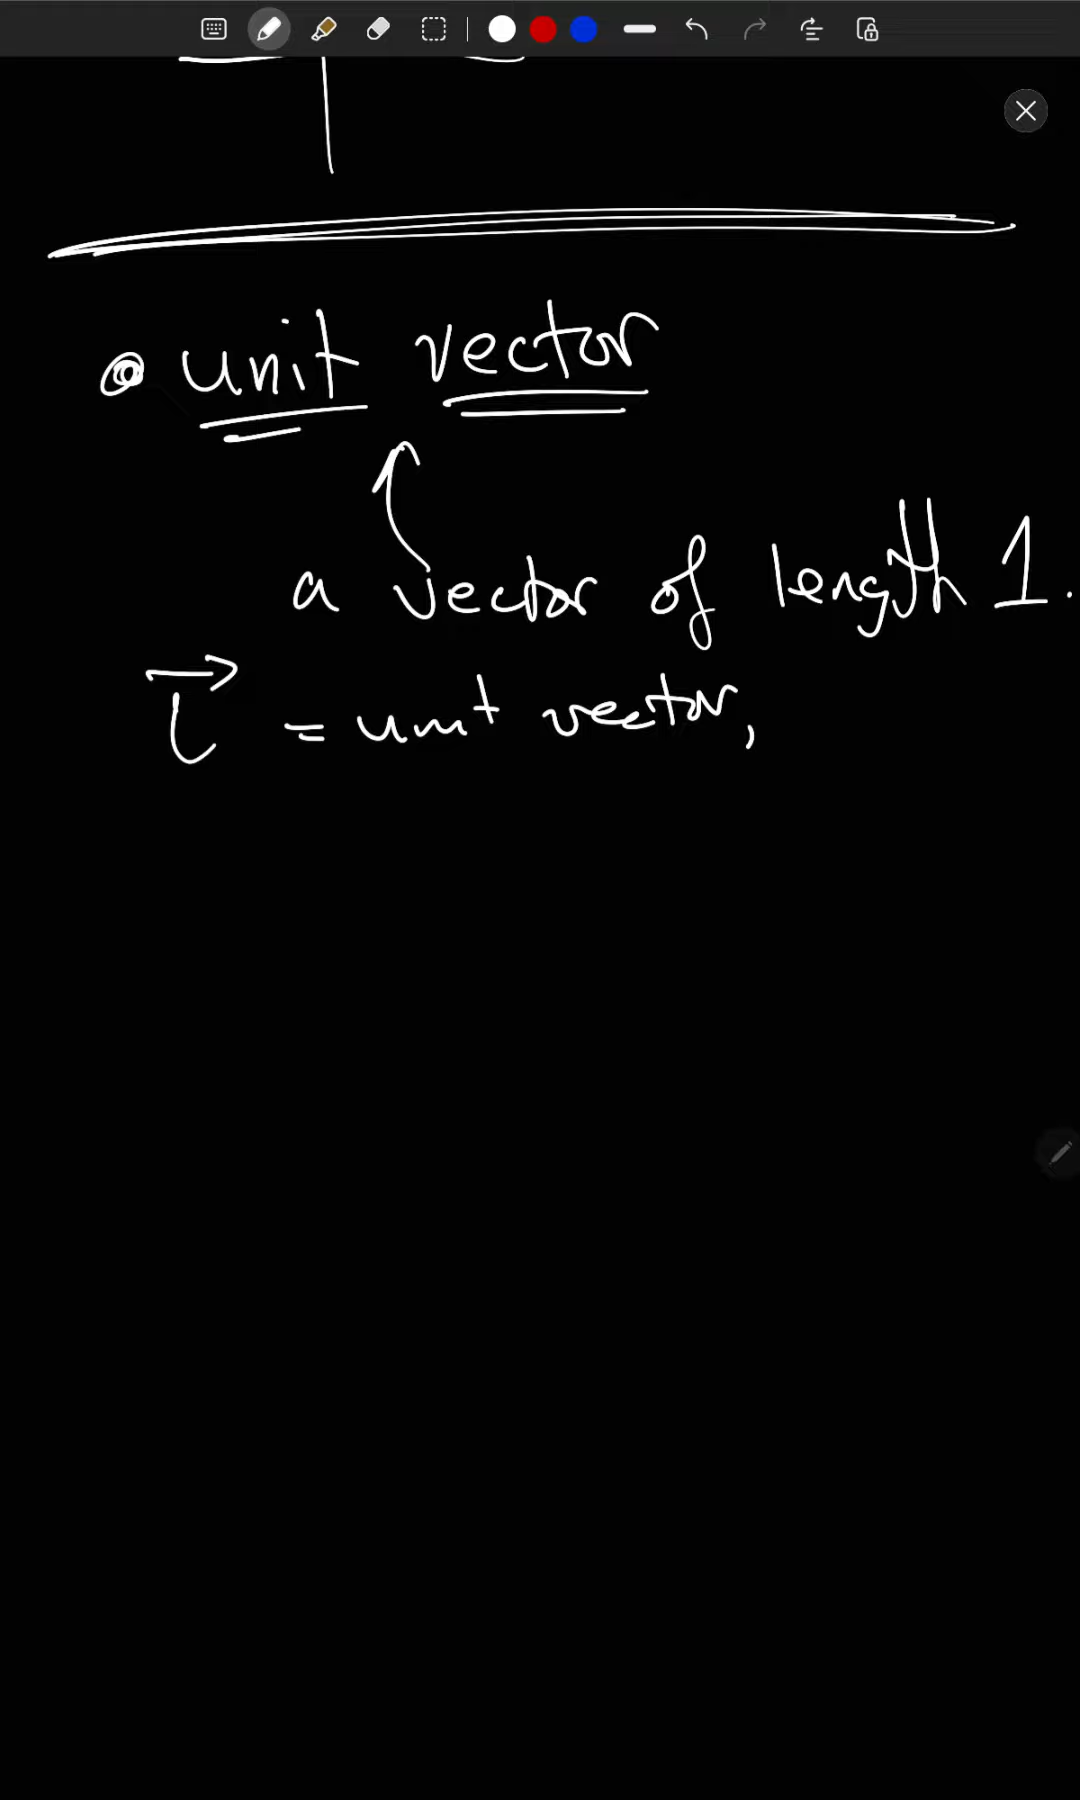 • unit vector
a vector of length 1.
i⃗ = unit vector,